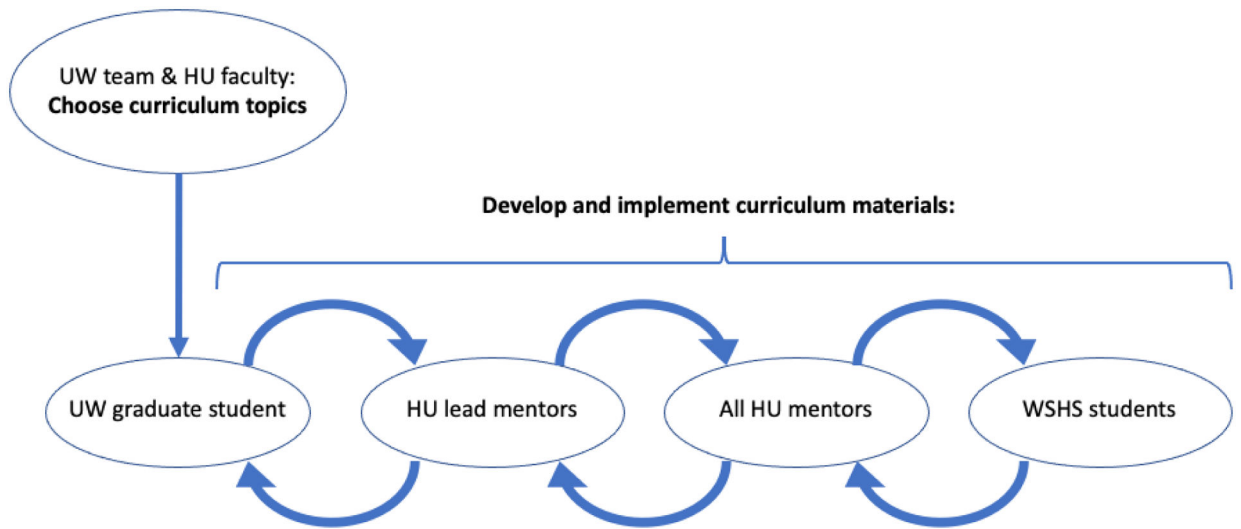 UW team & HU faculty:
Choose curriculum topics
Develop and implement curriculum materials:
UW graduate student
HU lead mentors
All HU mentors
WSHS students